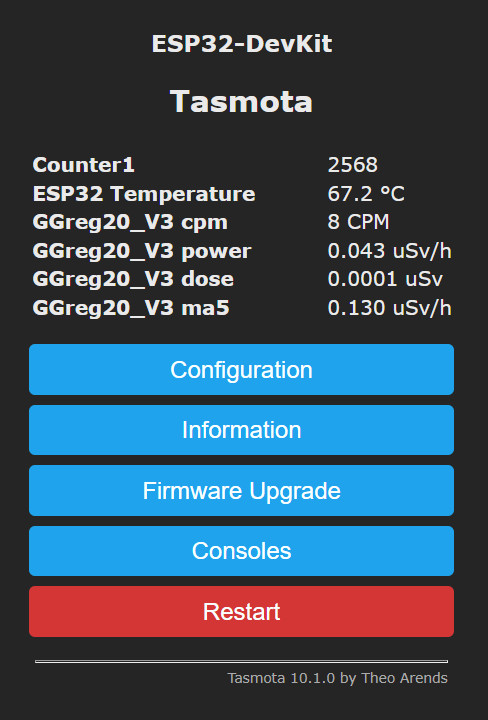 ESP32-DevKit
Tasmota
Counter1 2568
ESP32 Temperature 67.2 °C
GGreg20_V3 cpm 8 CPM
GGreg20_V3 power 0.043 uSv/h
GGreg20_V3 dose 0.0001 uSv
GGreg20_V3 ma5 0.130 uSv/h
Configuration
Information
Firmware Upgrade
Consoles
Restart
Tasmota 10.1.0 by Theo Arends